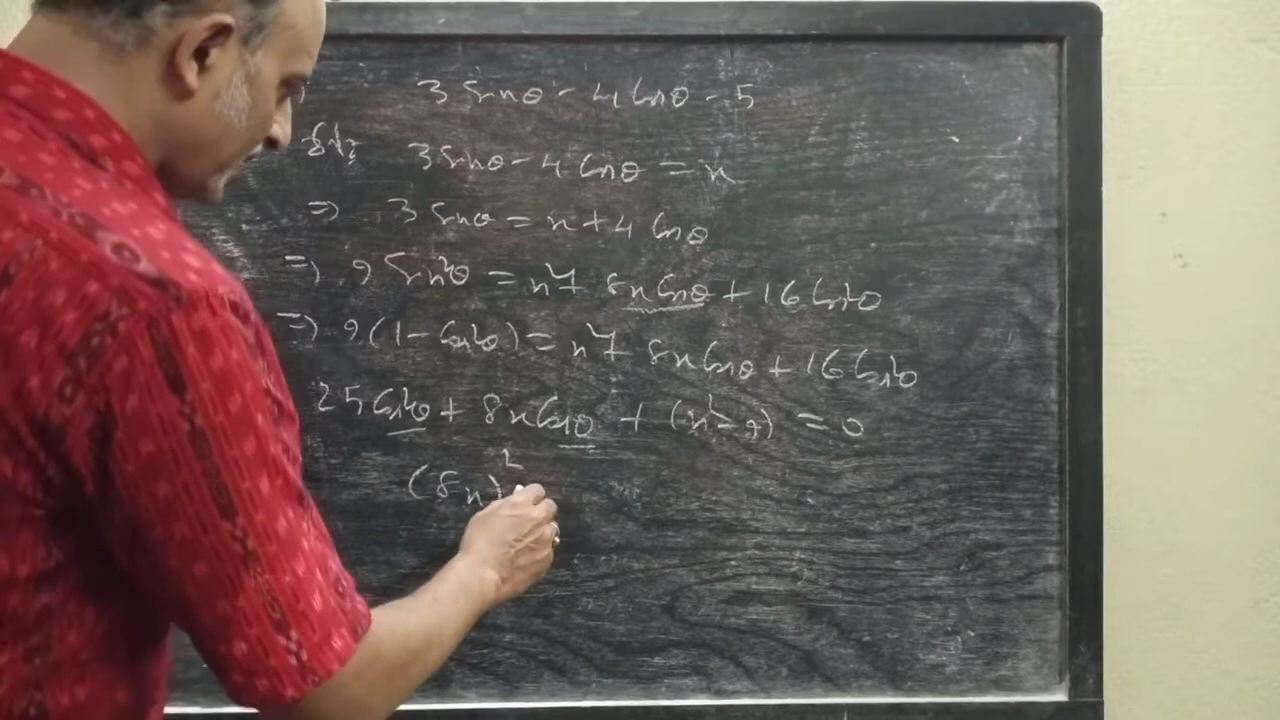 3 sinθ - 4 cosθ - 5
ধরি, 3 sinθ - 4 cosθ = x
⇒ 3 sinθ = x + 4 cosθ
⇒ 9 sin²θ = x² + 8x cosθ + 16 cos²θ
⇒ 9(1 - cos²θ) = x² + 8x cosθ + 16 cos²θ
25 cos²θ + 8x cosθ + (x² - 9) = 0
(8x)²